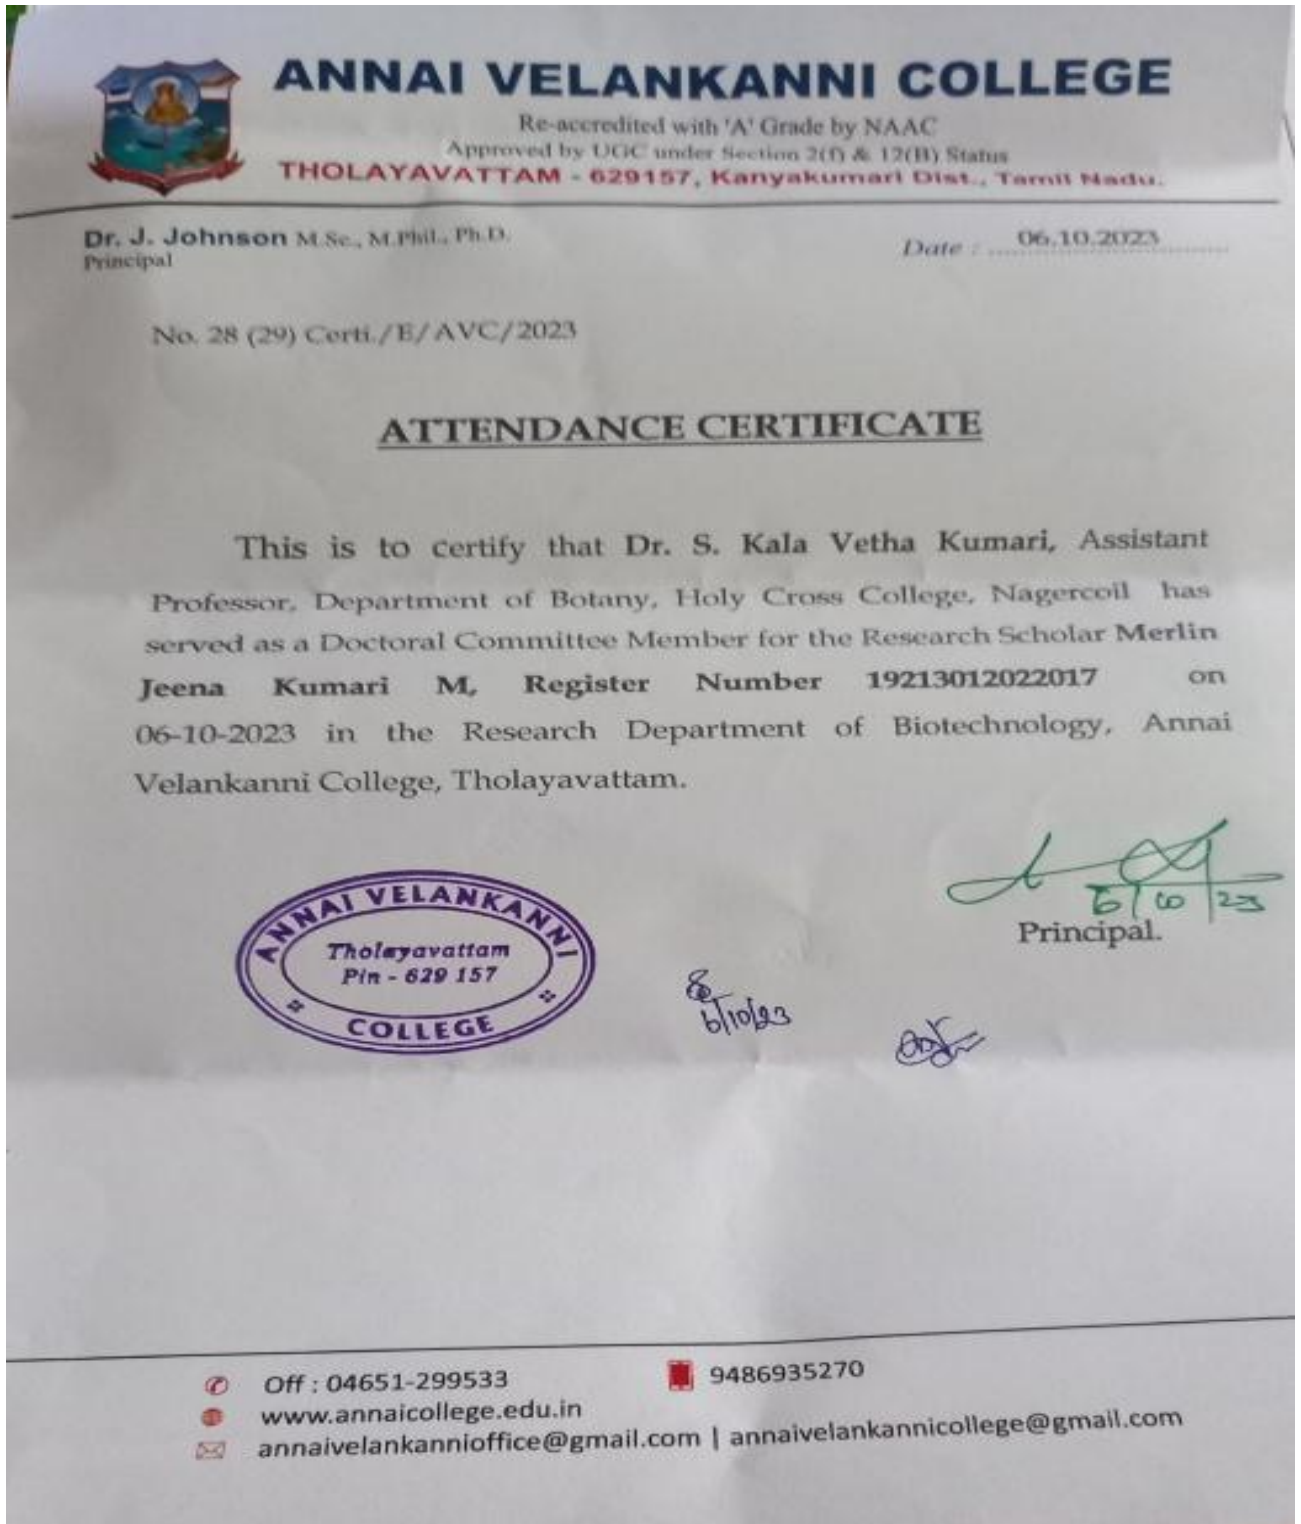 ANNAI VELANKANNI COLLEGE
Re-accredited with 'A' Grade by NAAC
Approved by UGC under Section 2(f) & 12(B) Status
THOLAYAVATTAM - 629157, Kanyakumari Dist., Tamil Nadu.
Dr. J. Johnson M.Sc., M.Phil., Ph.D.
Principal
Date : 06.10.2023
No. 28 (29) Certi./E/AVC/2023
ATTENDANCE CERTIFICATE
This is to certify that Dr. S. Kala Vetha Kumari, Assistant
Professor, Department of Botany, Holy Cross College, Nagercoil has
served as a Doctoral Committee Member for the Research Scholar Merlin
Jeena Kumari M, Register Number 19213012022017 on
06-10-2023 in the Research Department of Biotechnology, Annai
Velankanni College, Tholayavattam.
6/10/23
Principal.
ANNAI VELANKANNI
Tholayavattam
Pin - 629 157
COLLEGE
6/10/23
Off : 04651-299533
9486935270
www.annaicollege.edu.in
annaivelankannioffice@gmail.com | annaivelankannicollege@gmail.com